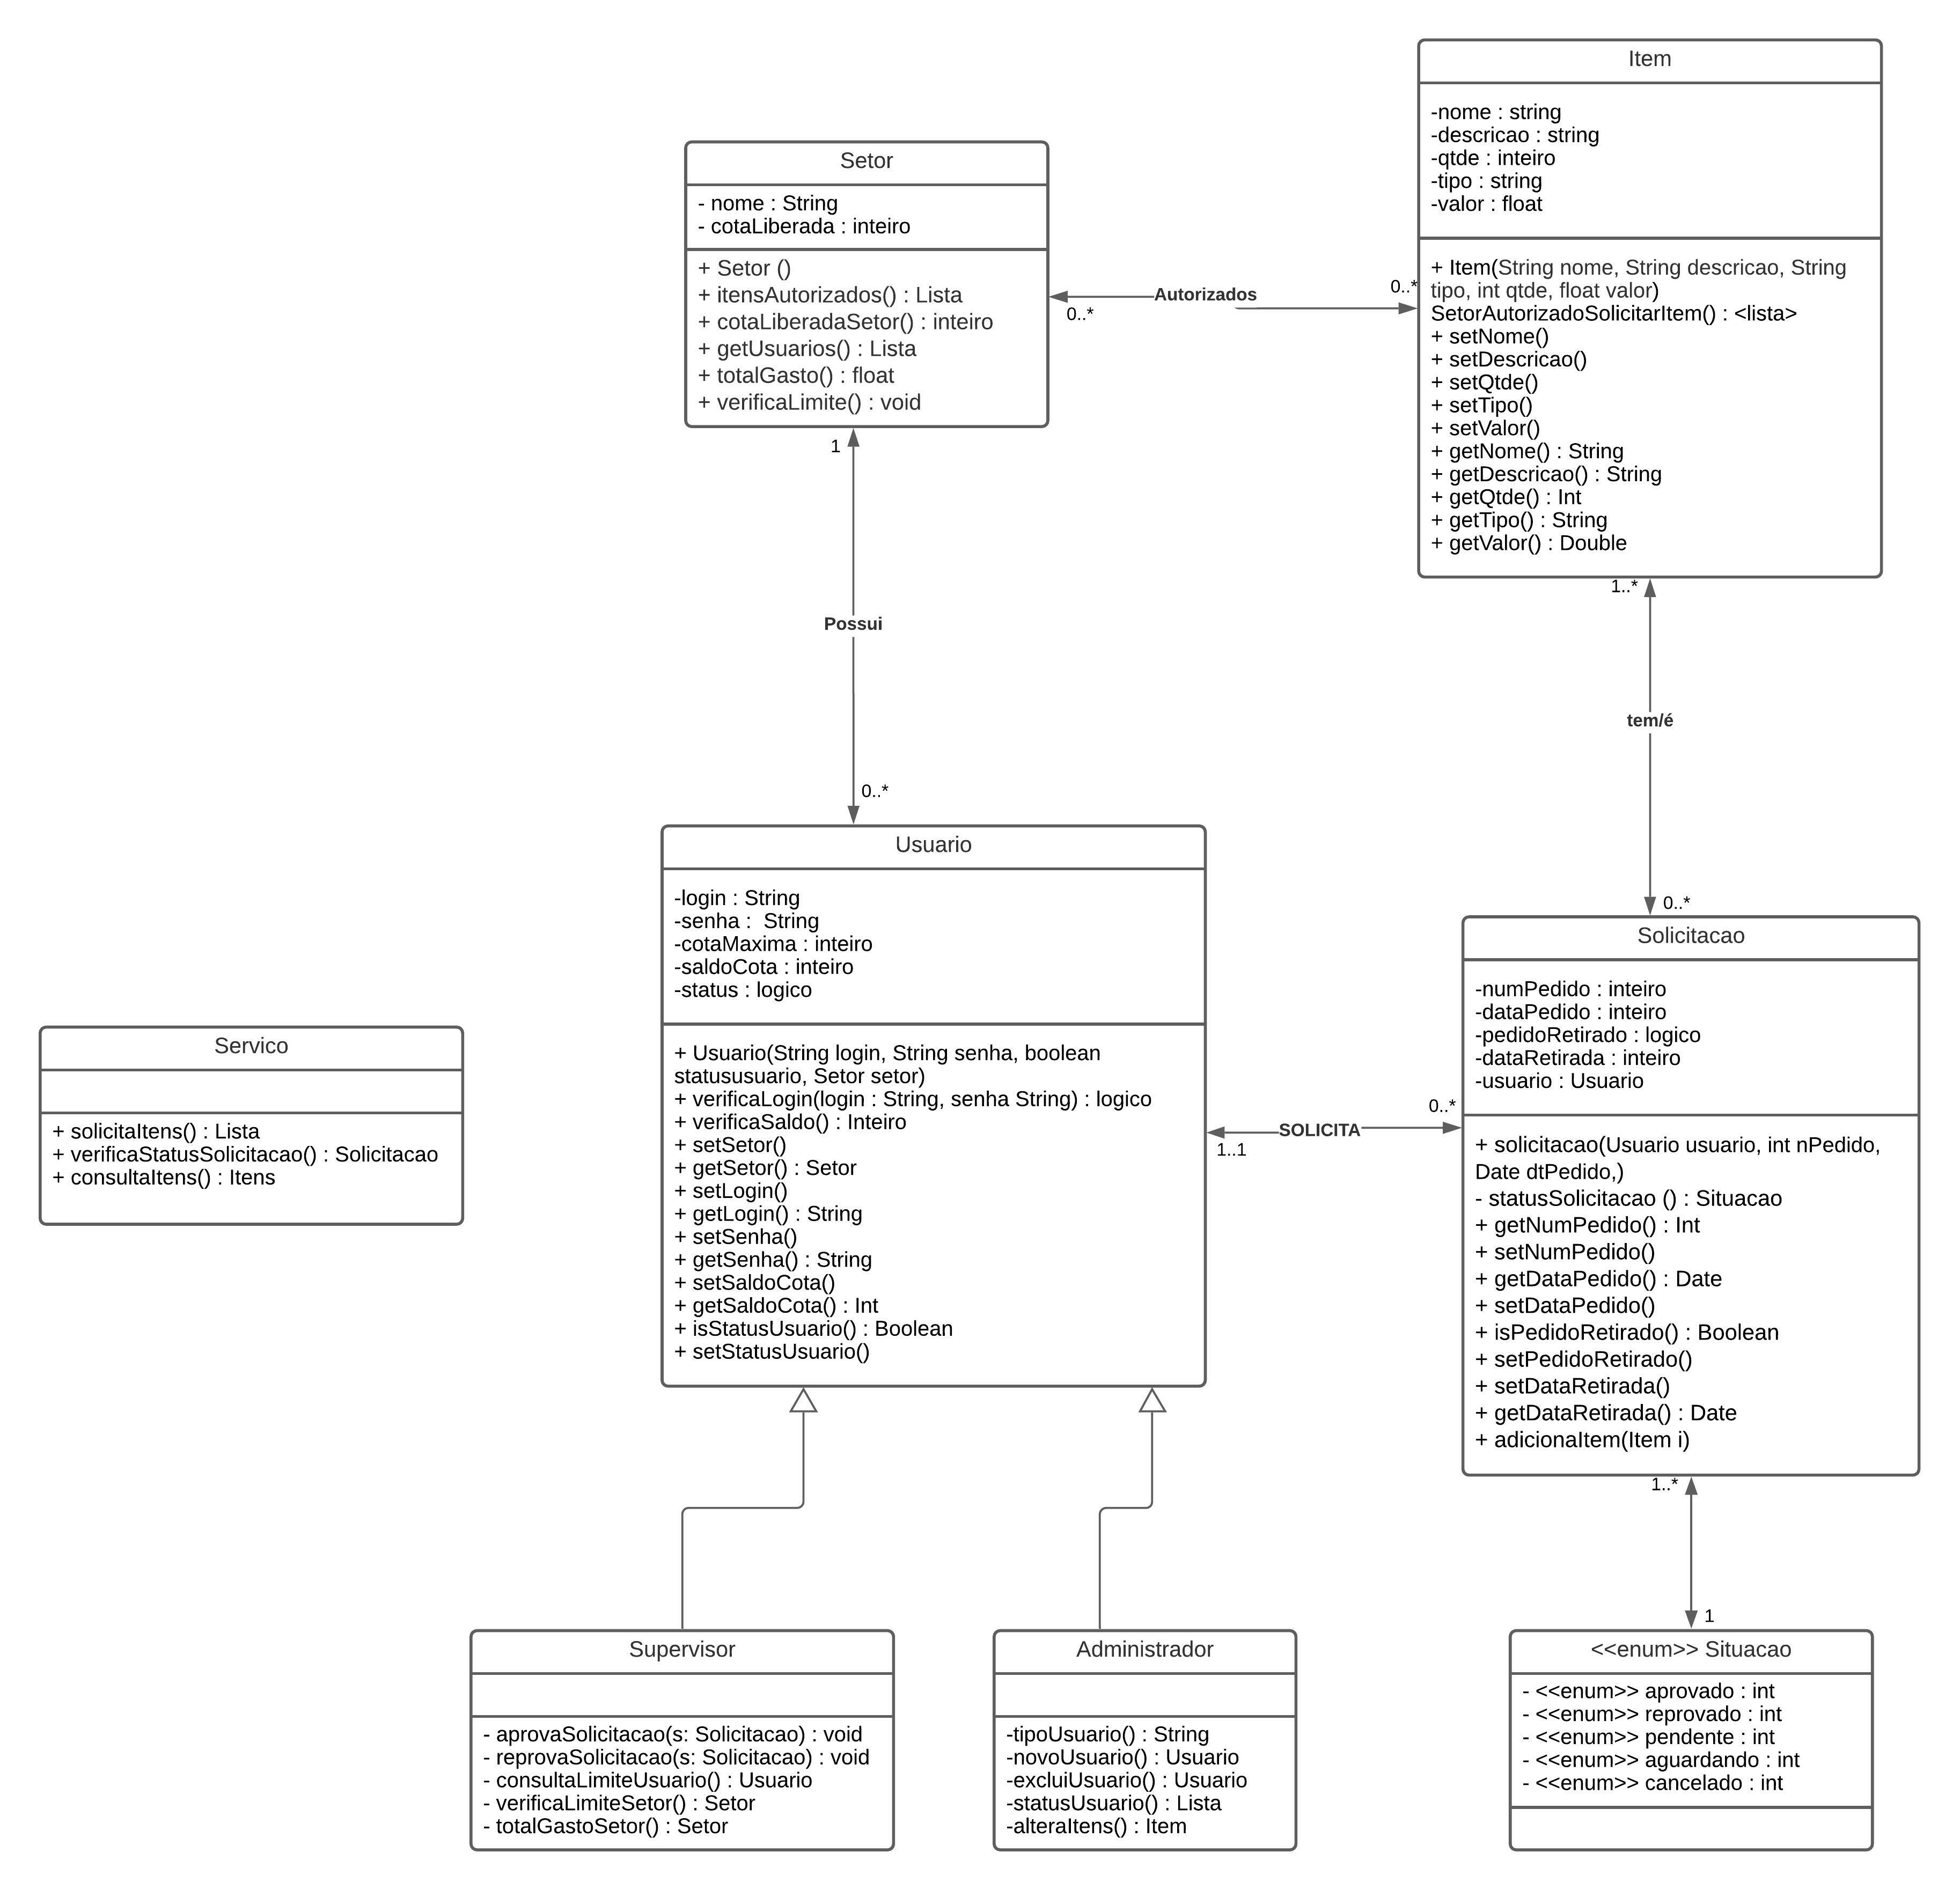 Item
-nome : string
-descricao : string
-qtde : inteiro
-tipo : string
-valor : float
+ Item(String nome, String descricao, String
tipo, int qtde, float valor)
SetorAutorizadoSolicitarItem() : <lista>
+ setNome()
+ setDescricao()
+ setQtde()
+ setTipo()
+ setValor()
+ getNome() : String
+ getDescricao() : String
+ getQtde() : Int
+ getTipo() : String
+ getValor() : Double
Setor
- nome : String
- cotaLiberada : inteiro
+ Setor ()
+ itensAutorizados() : Lista
+ cotaLiberadaSetor() : inteiro
+ getUsuarios() : Lista
+ totalGasto() : float
+ verificaLimite() : void
0..*
Autorizados
0..*
1
Possui
0..*
1..*
tem/é
0..*
Usuario
-login : String
-senha :  String
-cotaMaxima : inteiro
-saldoCota : inteiro
-status : logico
+ Usuario(String login, String senha, boolean
statususuario, Setor setor)
+ verificaLogin(login : String, senha String) : logico
+ verificaSaldo() : Inteiro
+ setSetor()
+ getSetor() : Setor
+ setLogin()
+ getLogin() : String
+ setSenha()
+ getSenha() : String
+ setSaldoCota()
+ getSaldoCota() : Int
+ isStatusUsuario() : Boolean
+ setStatusUsuario()
Solicitacao
-numPedido : inteiro
-dataPedido : inteiro
-pedidoRetirado : logico
-dataRetirada : inteiro
-usuario : Usuario
+ solicitacao(Usuario usuario, int nPedido,
Date dtPedido,)
- statusSolicitacao () : Situacao
+ getNumPedido() : Int
+ setNumPedido()
+ getDataPedido() : Date
+ setDataPedido()
+ isPedidoRetirado() : Boolean
+ setPedidoRetirado()
+ setDataRetirada()
+ getDataRetirada() : Date
+ adicionaItem(Item i)
Servico
+ solicitaItens() : Lista
+ verificaStatusSolicitacao() : Solicitacao
+ consultaItens() : Itens
0..*
SOLICITA
1..1
1..*
1
Supervisor
- aprovaSolicitacao(s: Solicitacao) : void
- reprovaSolicitacao(s: Solicitacao) : void
- consultaLimiteUsuario() : Usuario
- verificaLimiteSetor() : Setor
- totalGastoSetor() : Setor
Administrador
-tipoUsuario() : String
-novoUsuario() : Usuario
-excluiUsuario() : Usuario
-statusUsuario() : Lista
-alteraItens() : Item
<<enum>> Situacao
- <<enum>> aprovado : int
- <<enum>> reprovado : int
- <<enum>> pendente : int
- <<enum>> aguardando : int
- <<enum>> cancelado : int